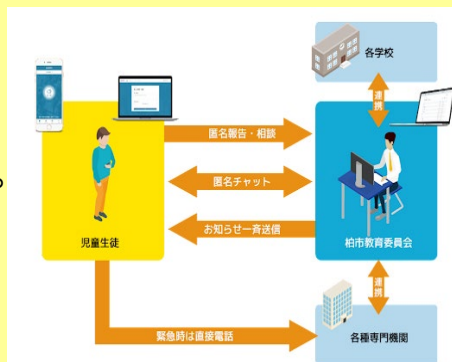 各学校
連携
匿名報告・相談
匿名チャット
お知らせ一斉送信
児童生徒
柏市教育委員会
連携
緊急時は直接電話
各種専門機関